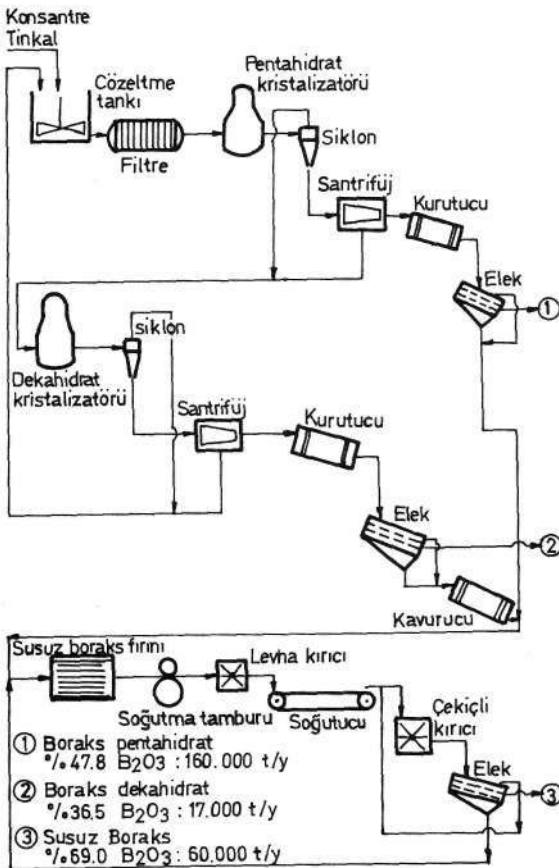 Konsantre
Tinkal
Cözeltme
tankı
Filtre
Pentahidrat
kristalizatörü
Siklon
Santrifüj
Kurutucu
Elek
1
Dekahidrat
kristalizatörü
siklon
Santrifüj
Kurutucu
Elek
2
Kavurucu
Susuz boraks fırını
Soğutma tamburu
Levha kırıcı
Soğutucu
Çekiçli
kırıcı
Elek
3
1 Boraks pentahidrat
%47.8 B2O3 : 160.000 t/y
2 Boraks dekahidrat
%36.5 B2O3 : 17.000 t/y
3 Susuz Boraks
%69.0 B2O3 : 60.000 t/y